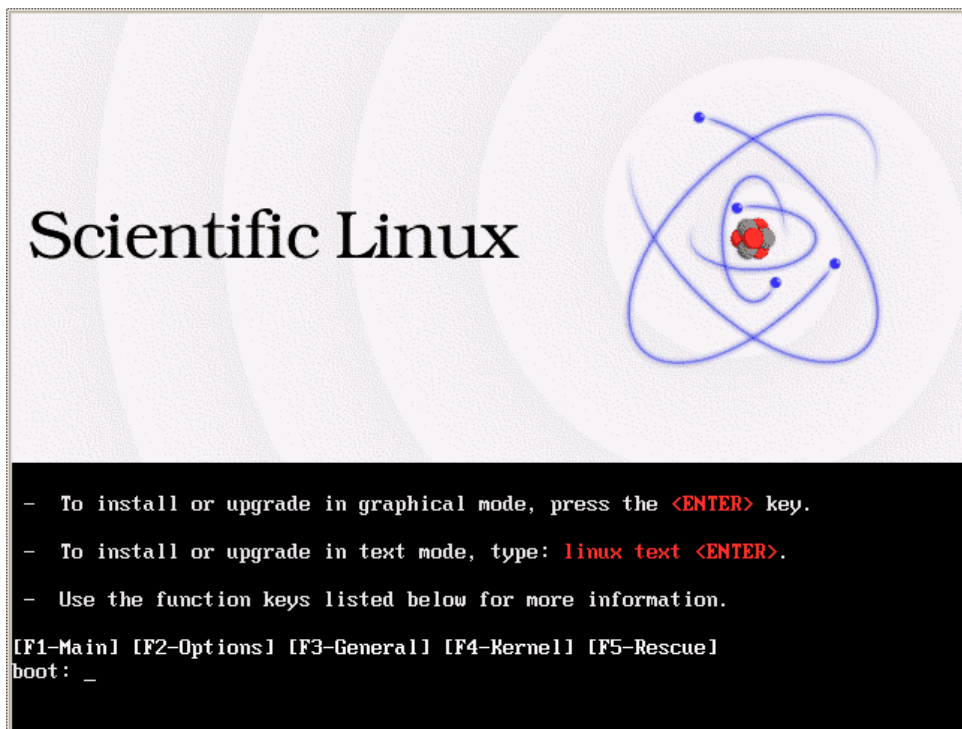 Scientific Linux
- To install or upgrade in graphical mode, press the <ENTER> key.
- To install or upgrade in text mode, type: linux text <ENTER>.
- Use the function keys listed below for more information.
[F1-Main] [F2-Options] [F3-General] [F4-Kernel] [F5-Rescue]
boot: _